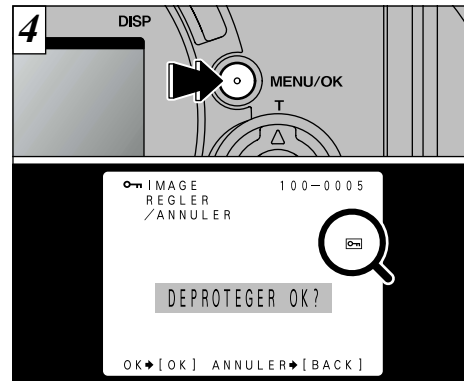 4
DISP
MENU/OK
T
IMAGE 100-0005
REGLER
/ANNULER
DEPROTEGER OK?
OK➡[OK] ANNULER➡[BACK]